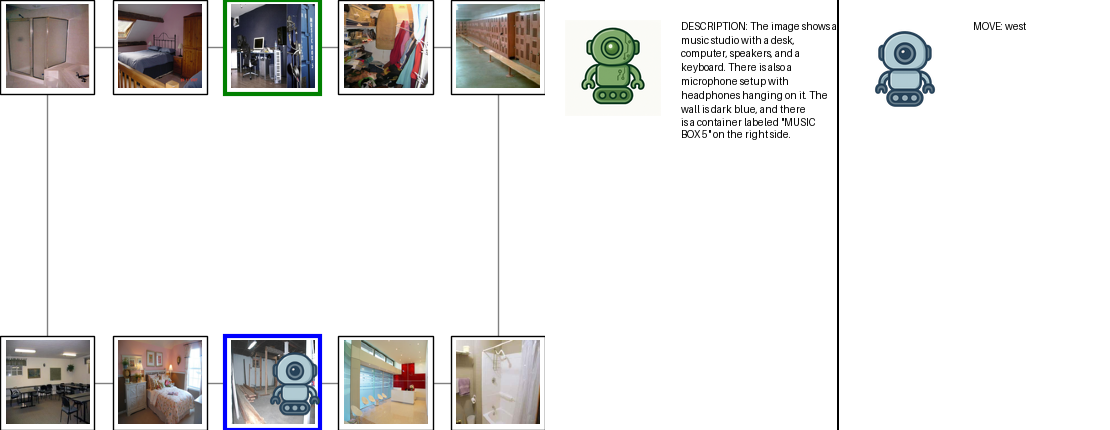 DESCRIPTION: The image shows a
music studio with a desk,
computer, speakers, and a
keyboard. There is also a
microphone setup with
headphones hanging on it. The
wall is dark blue, and there
is a container labeled "MUSIC
BOX 5" on the right side.
MOVE: west